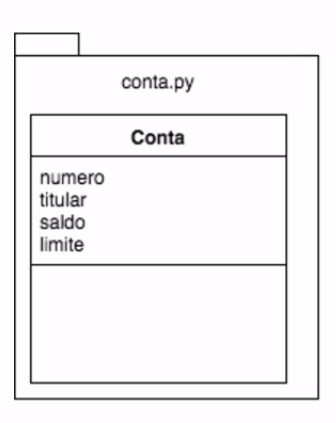 conta.py
Conta
numero
titular
saldo
limite